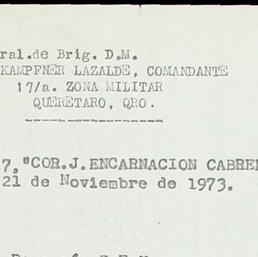 ral.de Brig. D.M.
KAMPFNER LAZALDE, COMANDANTE
17/a. ZONA MILITAR
QUERETARO, QRO.
7, "COR.J.ENCARNACION CABRE
21 de Noviembre de 1973.